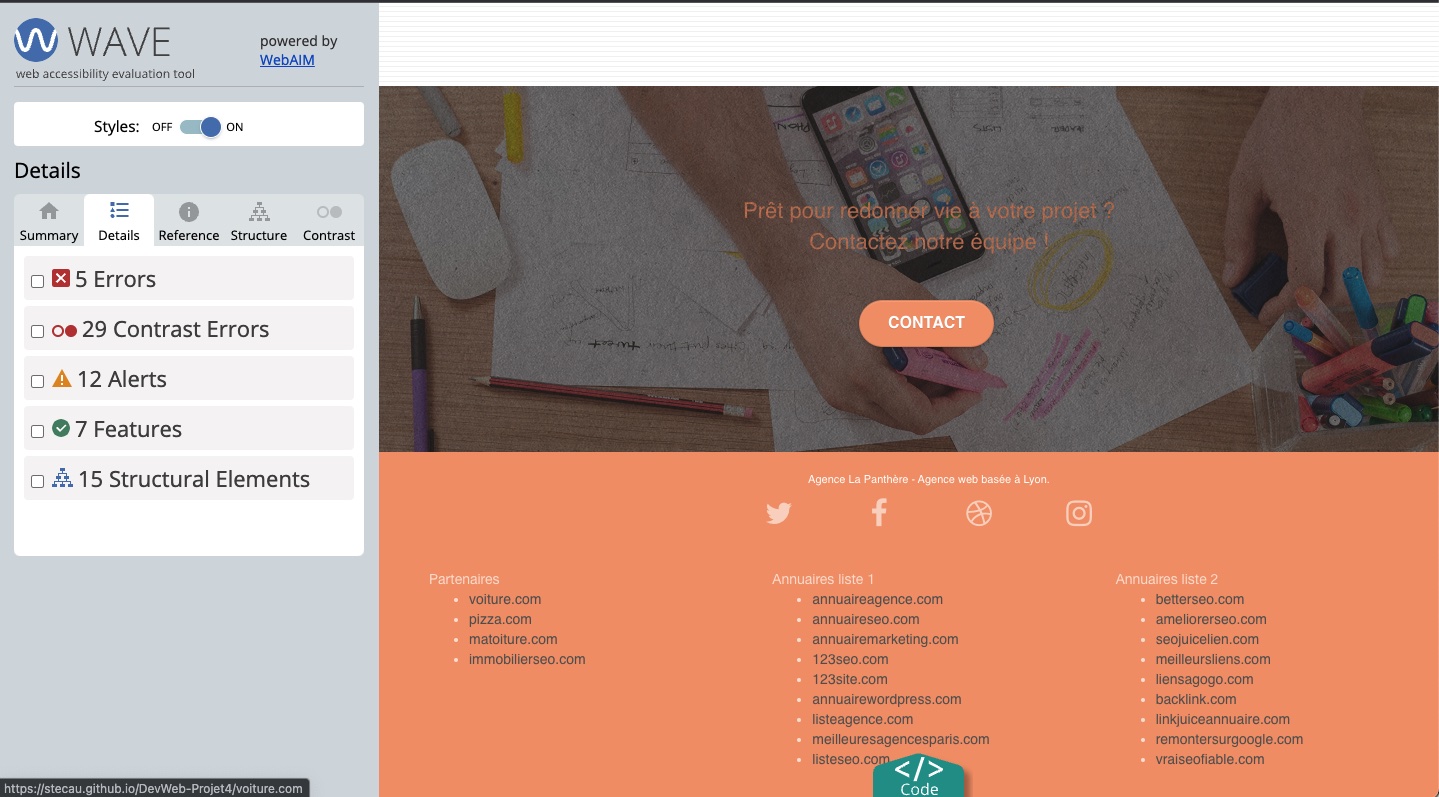 WAVE
powered by
WebAIM
web accessibility evaluation tool
Styles: OFF ON
Details
Summary Details Reference Structure Contrast
5 Errors
29 Contrast Errors
12 Alerts
7 Features
15 Structural Elements
https://stecau.github.io/DevWeb-Projet4/voiture.com
Prêt pour redonner vie à votre projet ?
Contactez notre équipe !
CONTACT
Agence La Panthère - Agence web basée à Lyon.
Partenaires
voiture.com
pizza.com
matoiture.com
immobilierseo.com
Annuaires liste 1
annuaireagence.com
annuaireseo.com
annuairemarketing.com
123seo.com
123site.com
annuairewordpress.com
listeagence.com
meilleuresagencesparis.com
listeseo.com
Annuaires liste 2
betterseo.com
ameliorerseo.com
seojuicelien.com
meilleursliens.com
liensagogo.com
backlink.com
linkjuiceannuaire.com
remontersurgoogle.com
vraiseofiable.com
</>
Code